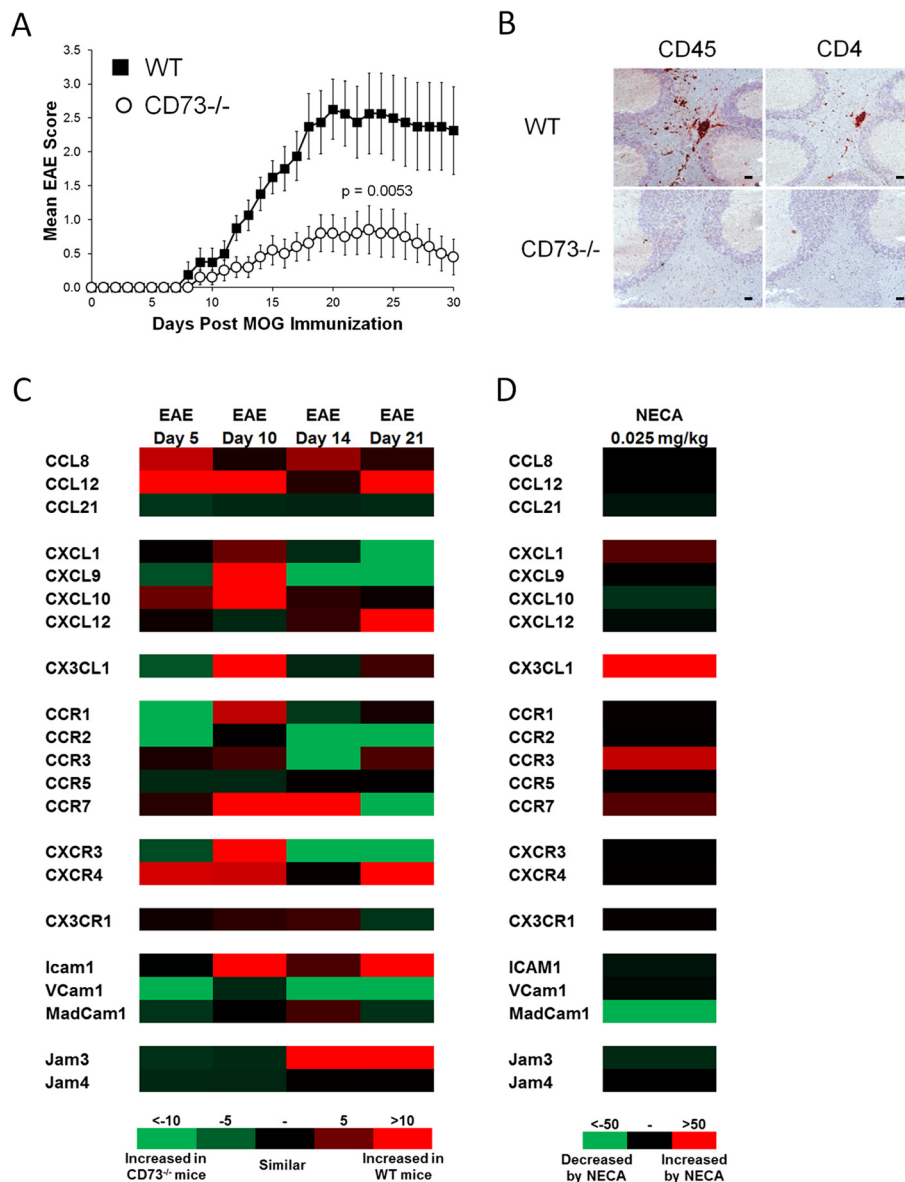 A
3.5
3.0
2.5
2.0
1.5
1.0
0.5
0.0
Mean EAE Score
WT
CD73-/-
p = 0.0053
0 5 10 15 20 25 30
Days Post MOG Immunization
B
CD45 CD4
WT
CD73-/-
C
EAE EAE EAE EAE
Day 5 Day 10 Day 14 Day 21
CCL8
CCL12
CCL21
CXCL1
CXCL9
CXCL10
CXCL12
CX3CL1
CCR1
CCR2
CCR3
CCR5
CCR7
CXCR3
CXCR4
CX3CR1
Icam1
VCam1
MadCam1
Jam3
Jam4
<-10 -5 - 5 >10
Increased in Similar Increased in
CD73-/- mice WT mice
D
NECA
0.025 mg/kg
CCL8
CCL12
CCL21
CXCL1
CXCL9
CXCL10
CXCL12
CX3CL1
CCR1
CCR2
CCR3
CCR5
CCR7
CXCR3
CXCR4
CX3CR1
ICAM1
VCam1
MadCam1
Jam3
Jam4
<-50 - >50
Decreased Increased
by NECA by NECA